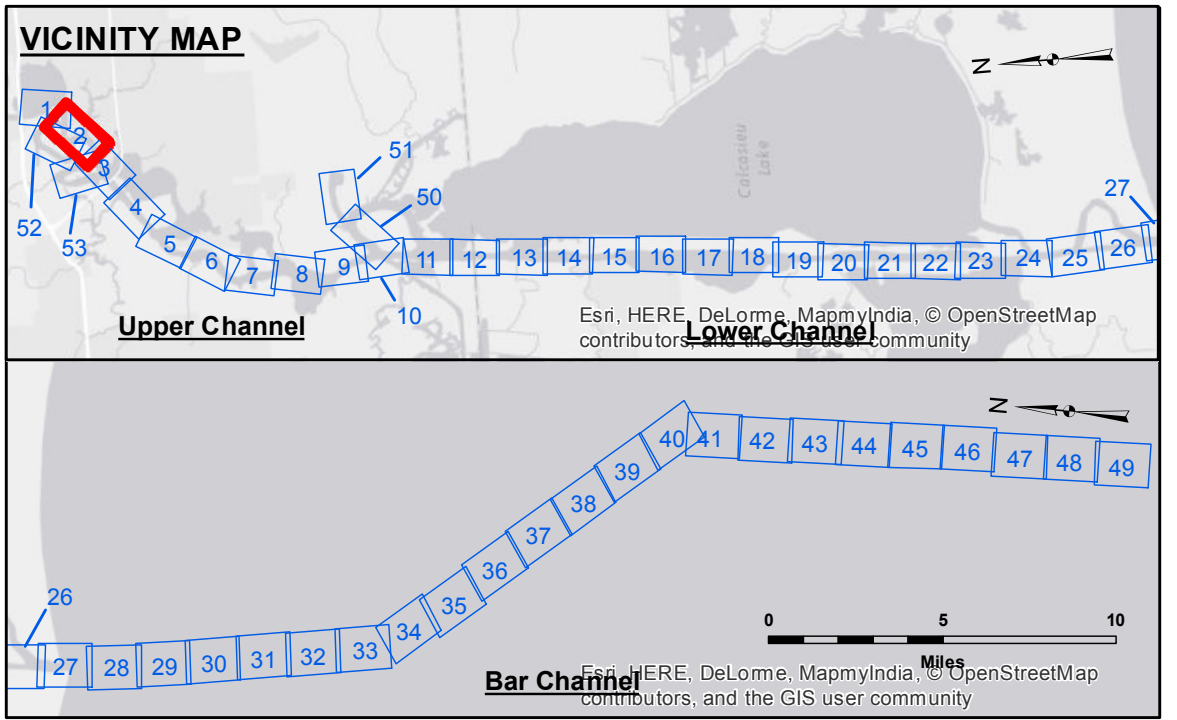 VICINITY MAP
N
1
2
3
51
50
27
4
52
53
5
6
7
8
9
11 12 13 14 15 16 17 18 19 20 21 22 23 24 25 26
10
Calcasieu
Lake
Upper Channel
Lower Channel
Esri, HERE, DeLorme, MapmyIndia, © OpenStreetMap
contributors, and the GIS user community
N
40 41 42 43 44 45 46 47 48 49
39
38
37
36
35
34
26
27 28 29 30 31 32 33
0 5 10
Miles
Bar Channel
Esri, HERE, DeLorme, MapmyIndia, © OpenStreetMap
contributors, and the GIS user community